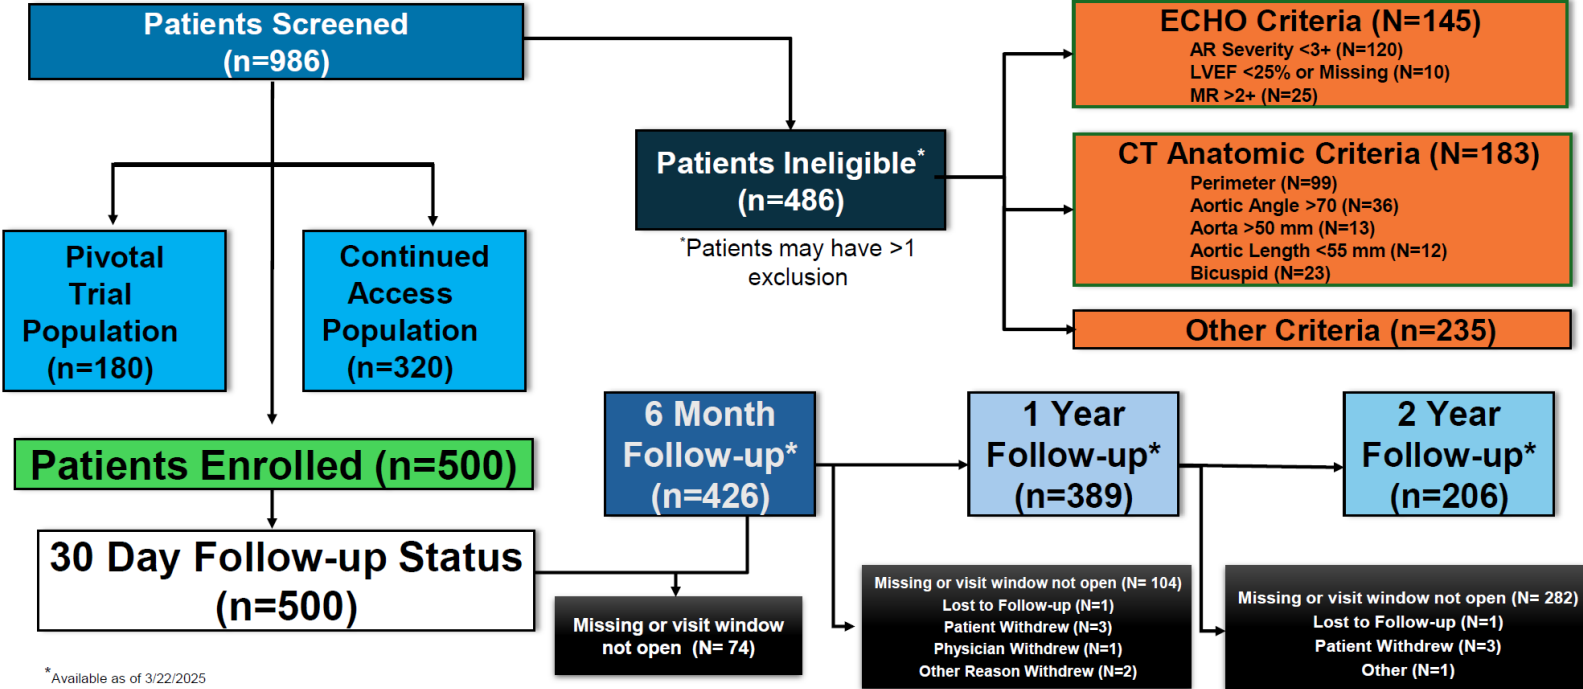 Patients Screened
(n=986)
ECHO Criteria (N=145)
AR Severity <3+ (N=120)
LVEF <25% or Missing (N=10)
MR >2+ (N=25)
Patients Ineligible*
(n=486)
*Patients may have >1
exclusion
CT Anatomic Criteria (N=183)
Perimeter (N=99)
Aortic Angle >70 (N=36)
Aorta >50 mm (N=13)
Aortic Length <55 mm (N=12)
Bicuspid (N=23)
Other Criteria (n=235)
Pivotal
Trial
Population
(n=180)
Continued
Access
Population
(n=320)
Patients Enrolled (n=500)
30 Day Follow-up Status
(n=500)
6 Month
Follow-up*
(n=426)
1 Year
Follow-up*
(n=389)
2 Year
Follow-up*
(n=206)
Missing or visit window
not open (N= 74)
Missing or visit window not open (N= 104)
Lost to Follow-up (N=1)
Patient Withdrew (N=3)
Physician Withdrew (N=1)
Other Reason Withdrew (N=2)
Missing or visit window not open (N= 282)
Lost to Follow-up (N=1)
Patient Withdrew (N=3)
Other (N=1)
*Available as of 3/22/2025